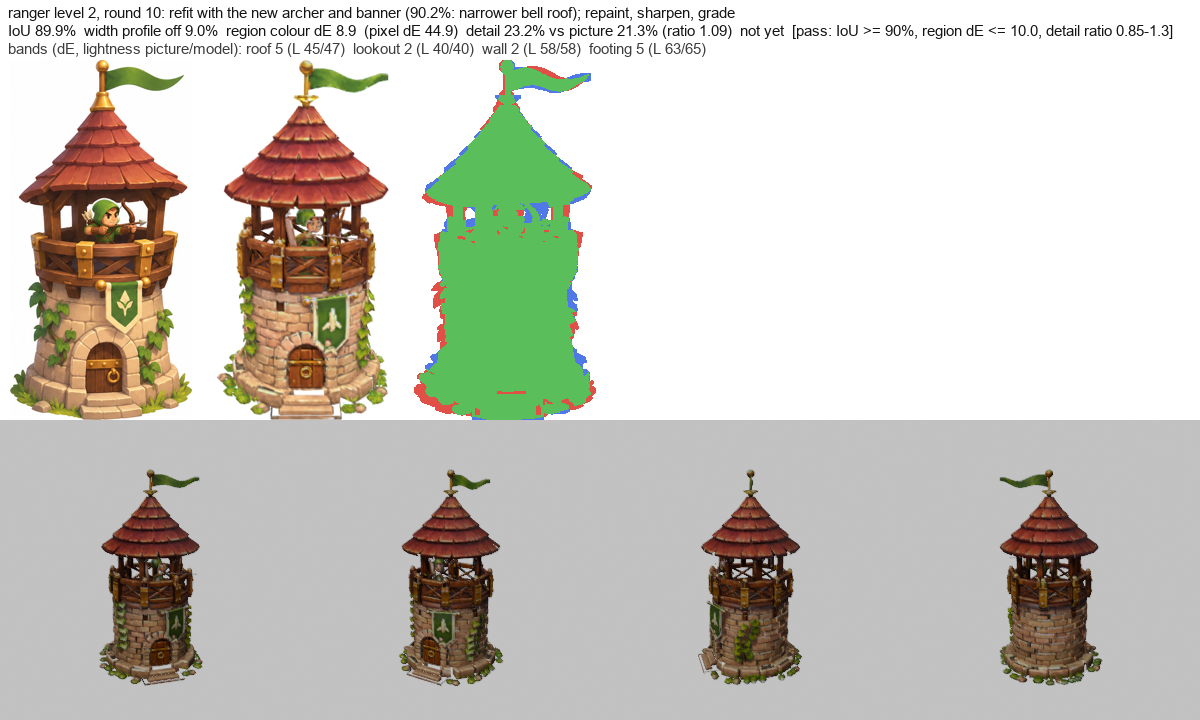 ranger level 2, round 10: refit with the new archer and banner (90.2%: narrower bell roof); repaint, sharpen, grade
IoU 89.9%  width profile off 9.0%  region colour dE 8.9  (pixel dE 44.9)  detail 23.2% vs picture 21.3% (ratio 1.09)  not yet  [pass: IoU >= 90%, region dE <= 10.0, detail ratio 0.85-1.3]
bands (dE, lightness picture/model): roof 5 (L 45/47)  lookout 2 (L 40/40)  wall 2 (L 58/58)  footing 5 (L 63/65)